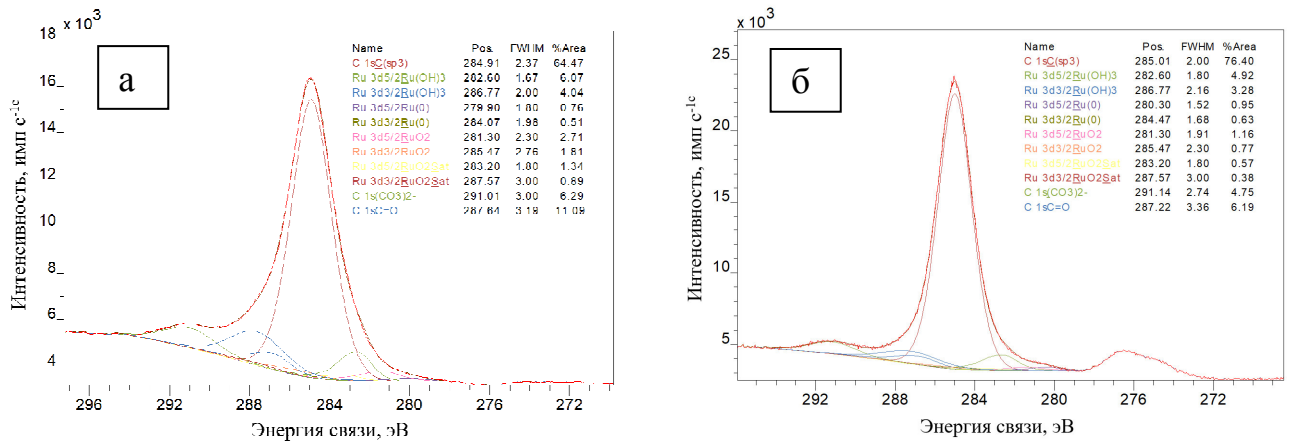 18 x 10³
16
14
8
6
4
296 292 288 284 280 276 272
Интенсивность, имп с-1с
Энергия связи, эВ
а
Name Pos. FWHM %Area
C 1sC(sp3) 284.91 2.37 64.47
Ru 3d5/2Ru(OH)3 282.60 1.67 6.07
Ru 3d3/2Ru(OH)3 286.77 2.00 4.04
Ru 3d5/2Ru(0) 279.90 1.80 0.76
Ru 3d3/2Ru(0) 284.07 1.98 0.51
Ru 3d5/2RuO2 281.30 2.30 2.71
Ru 3d3/2RuO2 285.47 2.76 1.81
Ru 3d5/2RuO2Sat 283.20 1.80 1.34
Ru 3d3/2RuO2Sat 287.57 3.00 0.89
C 1s(CO3)2- 291.01 3.00 6.29
C 1sC=O 287.64 3.19 11.09
x 10³
25
20
15
10
5
292 288 284 280 276 272
Интенсивность, имп с-1с
Энергия связи, эВ
б
Name Pos. FWHM %Area
C 1sC(sp3) 285.01 2.00 76.40
Ru 3d5/2Ru(OH)3 282.60 1.80 4.92
Ru 3d3/2Ru(OH)3 286.77 2.16 3.28
Ru 3d5/2Ru(0) 280.30 1.52 0.95
Ru 3d3/2Ru(0) 284.47 1.68 0.63
Ru 3d5/2RuO2 281.30 1.91 1.16
Ru 3d3/2RuO2 285.47 2.30 0.77
Ru 3d5/2RuO2Sat 283.20 1.80 0.57
Ru 3d3/2RuO2Sat 287.57 3.00 0.38
C 1s(CO3)2- 291.14 2.74 4.75
C 1sC=O 287.22 3.36 6.19